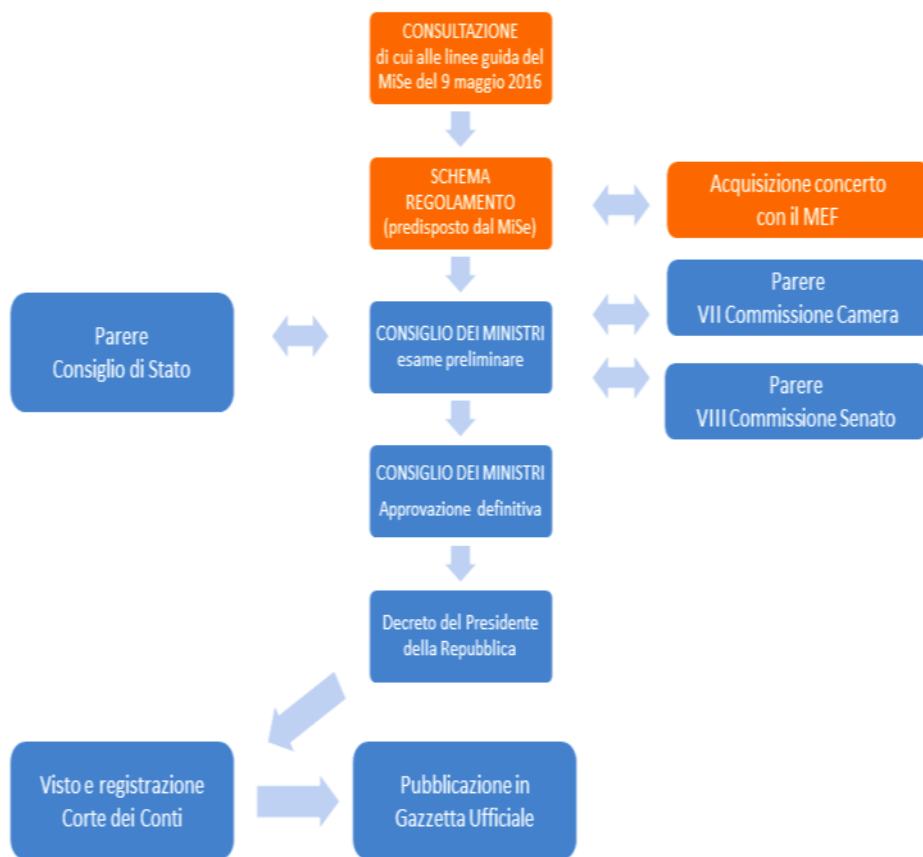 CONSULTAZIONE
di cui alle linee guida del
MiSe del 9 maggio 2016
SCHEMA
REGOLAMENTO
(predisposto dal MiSe)
Acquisizione concerto
con il MEF
Parere
VII Commissione Camera
Parere
Consiglio di Stato
CONSIGLIO DEI MINISTRI
esame preliminare
Parere
VIII Commissione Senato
CONSIGLIO DEI MINISTRI
Approvazione definitiva
Decreto del Presidente
della Repubblica
Visto e registrazione
Corte dei Conti
Pubblicazione in
Gazzetta Ufficiale